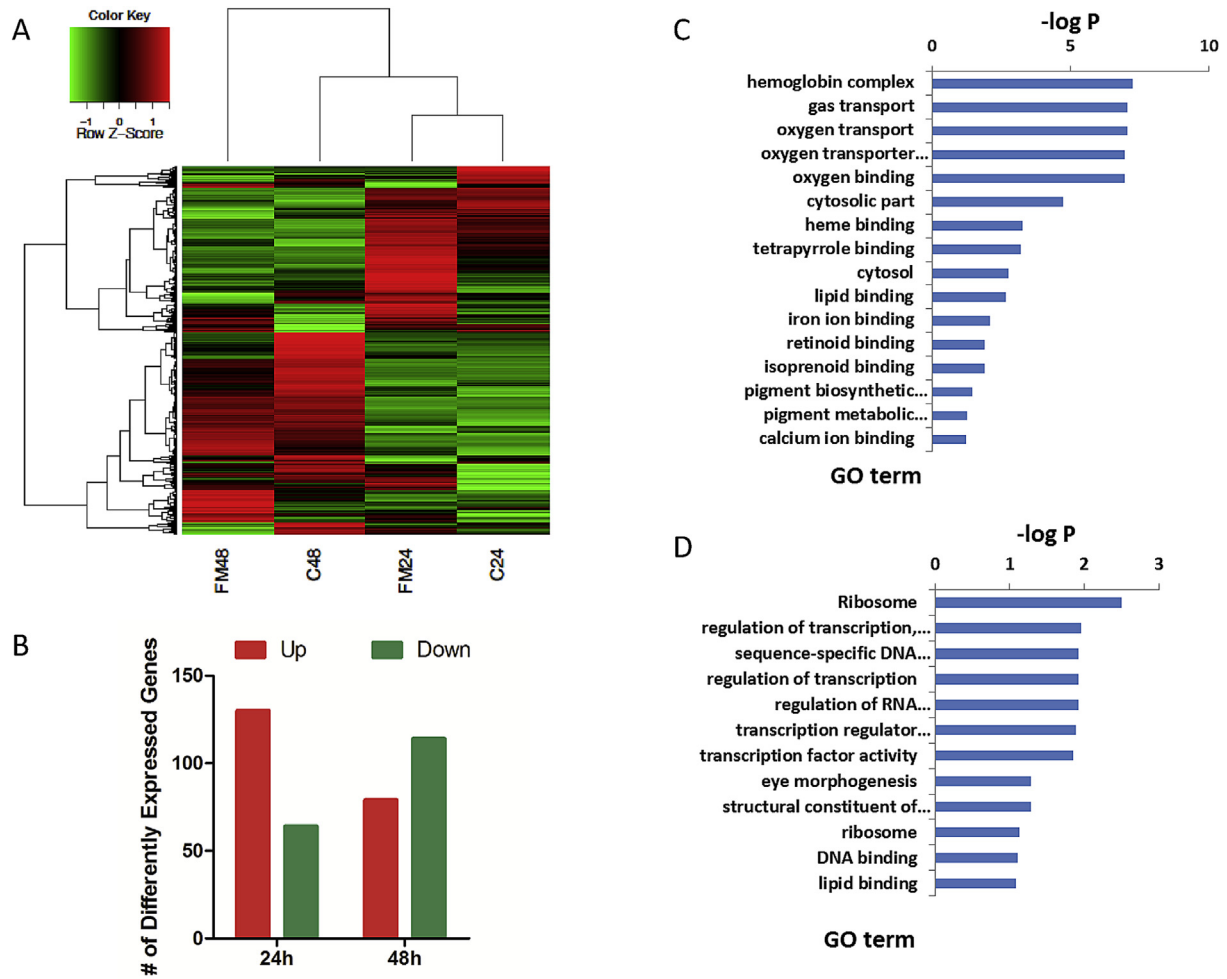 A
Color Key
−1 0 1
Row Z−Score
FM48
C48
FM24
C24
B
Up
Down
# of Differently Expressed Genes
150
100
50
0
24h
48h
C
-log P
0 5 10
hemoglobin complex
gas transport
oxygen transport
oxygen transporter...
oxygen binding
cytosolic part
heme binding
tetrapyrrole binding
cytosol
lipid binding
iron ion binding
retinoid binding
isoprenoid binding
pigment biosynthetic...
pigment metabolic...
calcium ion binding
GO term
D
-log P
0 1 2 3
Ribosome
regulation of transcription,...
sequence-specific DNA...
regulation of transcription
regulation of RNA...
transcription regulator...
transcription factor activity
eye morphogenesis
structural constituent of...
ribosome
DNA binding
lipid binding
GO term